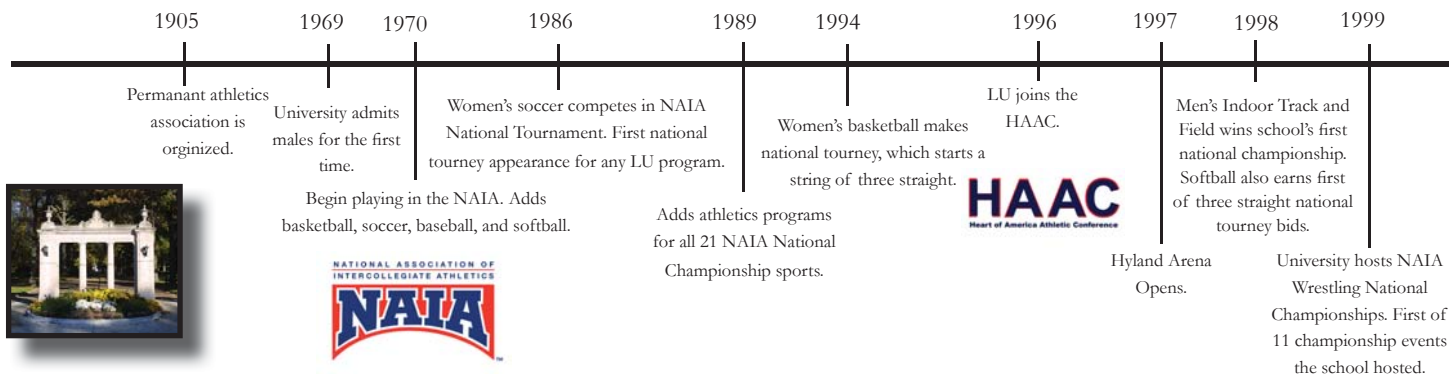 1905
1969
1970
1986
1989
1994
1996
1997
1998
1999
Permanant athletics
association is
orginized.
University admits
males for the first
time.
Begin playing in the NAIA. Adds
basketball, soccer, baseball, and softball.
NATIONAL ASSOCIATION OF
INTERCOLLEGIATE ATHLETICS
NAIA
TM
Women's soccer competes in NAIA
National Tournament. First national
tourney appearance for any LU program.
Adds athletics programs
for all 21 NAIA National
Championship sports.
Women's basketball makes
national tourney, which starts a
string of three straight.
LU joins the
HAAC.
HAAC
Heart of America Athletic Conference
Hyland Arena
Opens.
Men's Indoor Track and
Field wins school's first
national championship.
Softball also earns first
of three straight national
tourney bids.
University hosts NAIA
Wrestling National
Championships. First of
11 championship events
the school hosted.